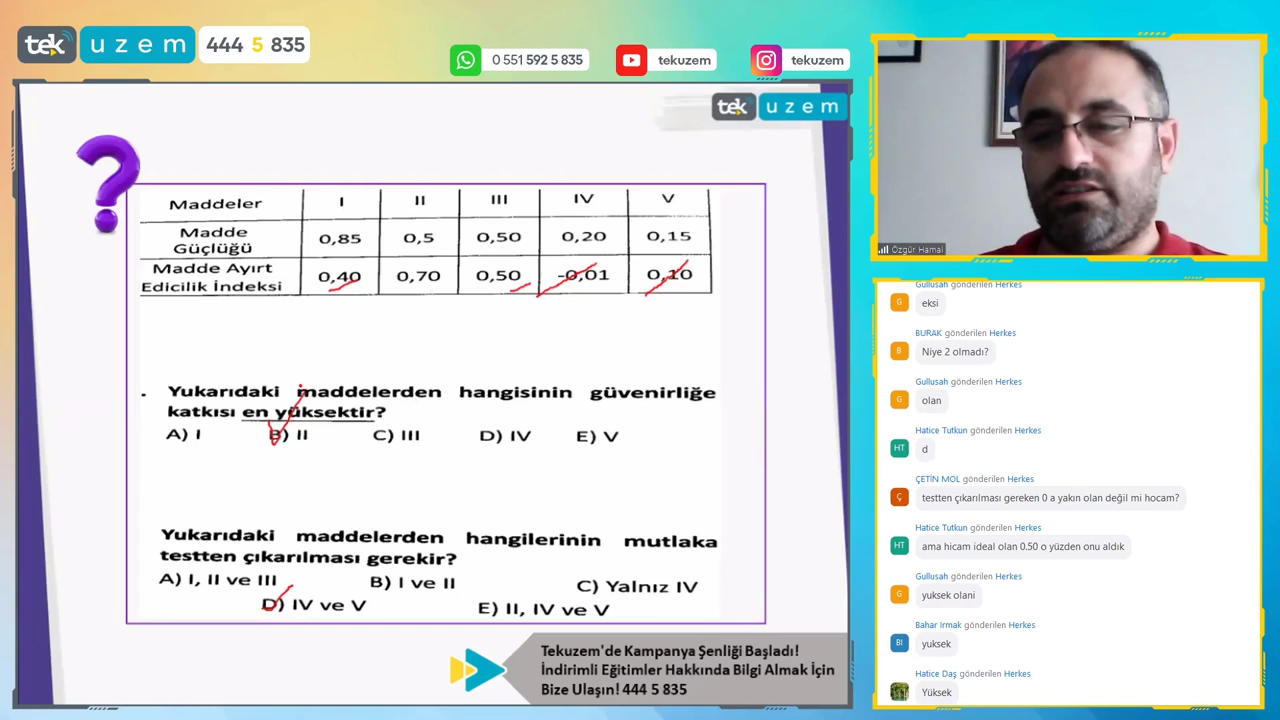 tek
uzem
444 5 835
0 551 592 5 835
tekuzem
tekuzem
tek
uzem
Maddeler I II III IV V
Madde Güçlüğü 0,85 0,5 0,50 0,20 0,15
Madde Ayırt Edicilik İndeksi 0,40 0,70 0,50 -0,01 0,10
. Yukarıdaki maddelerden hangisinin güvenirliğe
katkısı en yüksektir?
A) I B) II C) III D) IV E) V
Yukarıdaki maddelerden hangilerinin mutlaka
testten çıkarılması gerekir?
A) I, II ve III B) I ve II C) Yalnız IV
D) IV ve V E) II, IV ve V
Tekuzem'de Kampanya Şenliği Başladı!
İndirimli Eğitimler Hakkında Bilgi Almak İçin
Bize Ulaşın! 444 5 835
Özgür Hamal
Gullusah gönderilen Herkes
G
eksi
BURAK gönderilen Herkes
B
Niye 2 olmadı?
Gullusah gönderilen Herkes
G
olan
Hatice Tutkun gönderilen Herkes
HT
d
ÇETİN MOL gönderilen Herkes
Ç
testten çıkarılması gereken 0 a yakın olan değil mi hocam?
Hatice Tutkun gönderilen Herkes
HT
ama hicam ideal olan 0.50 o yüzden onu aldık
Gullusah gönderilen Herkes
G
yuksek olani
Bahar Irmak gönderilen Herkes
BI
yuksek
Hatice Daş gönderilen Herkes
Yüksek